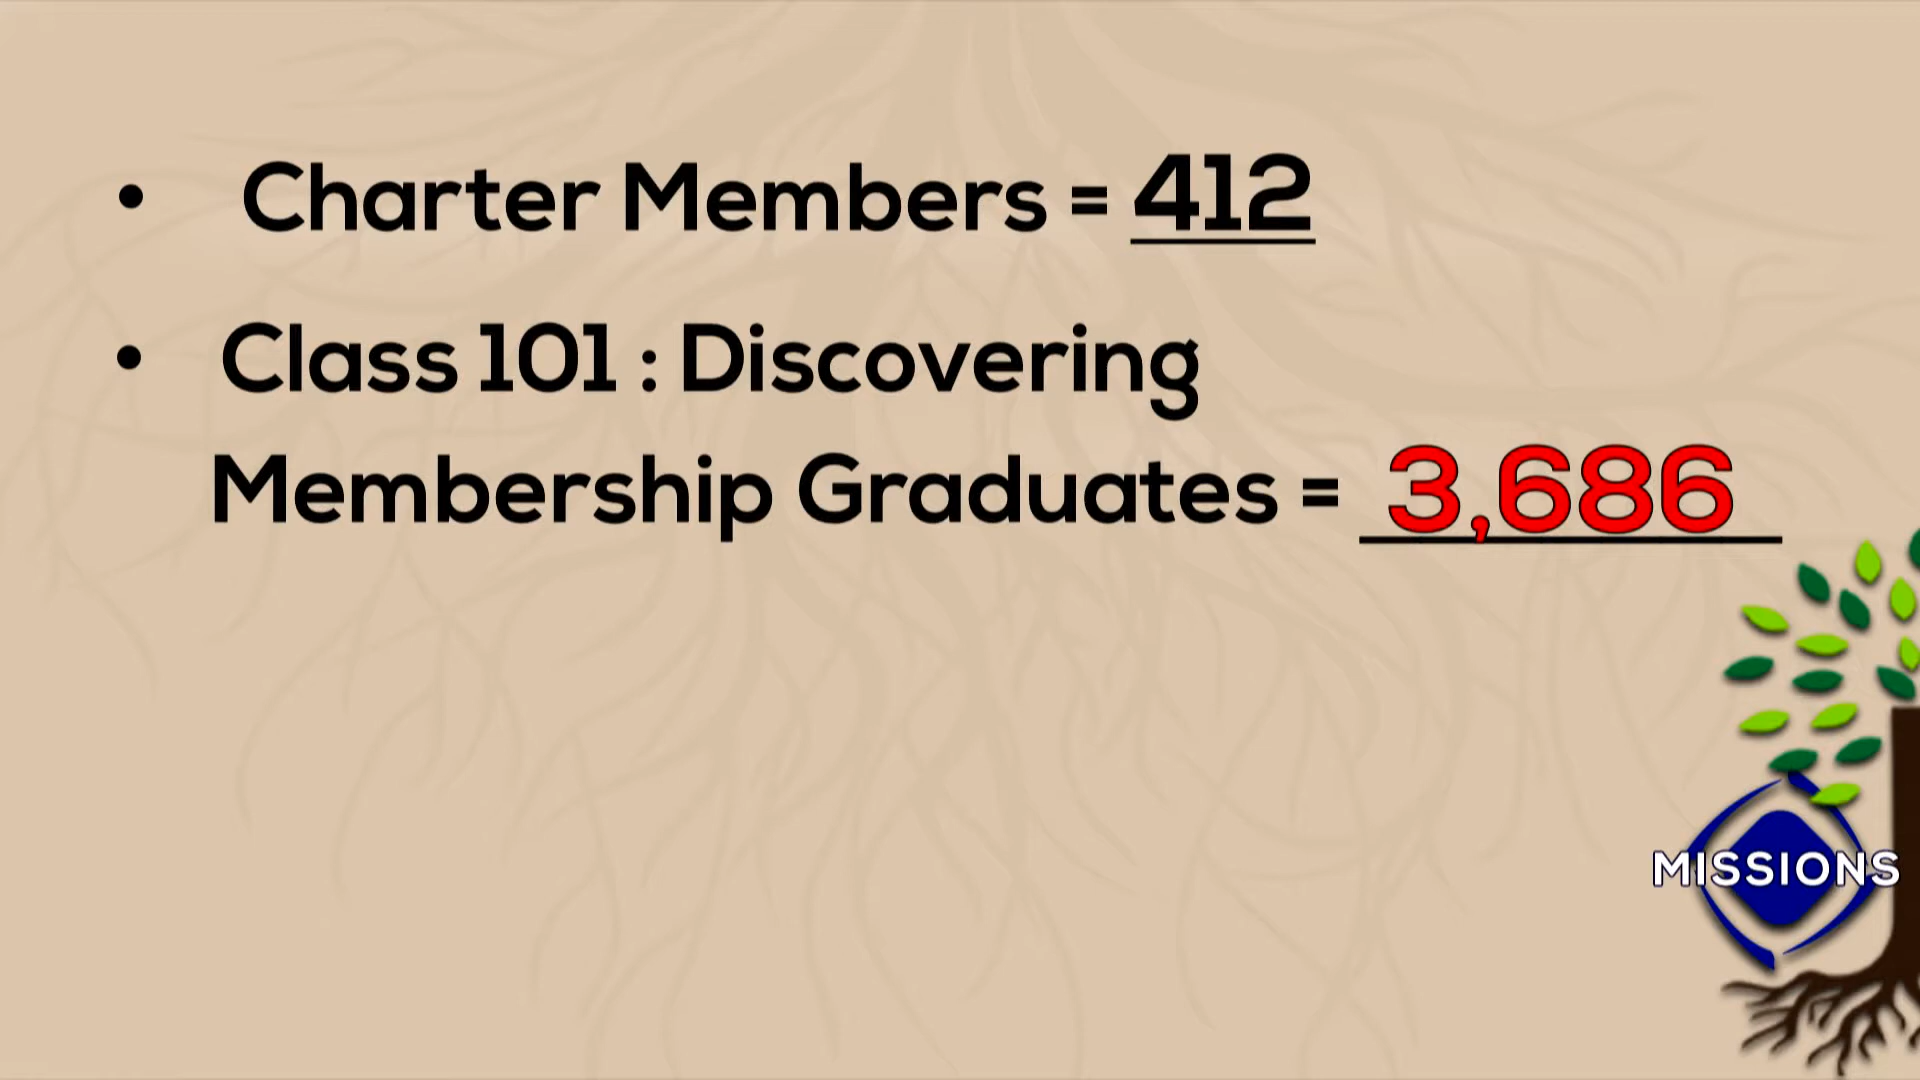 • Charter Members = 412
• Class 101 : Discovering
Membership Graduates = 3,686
MISSIONS